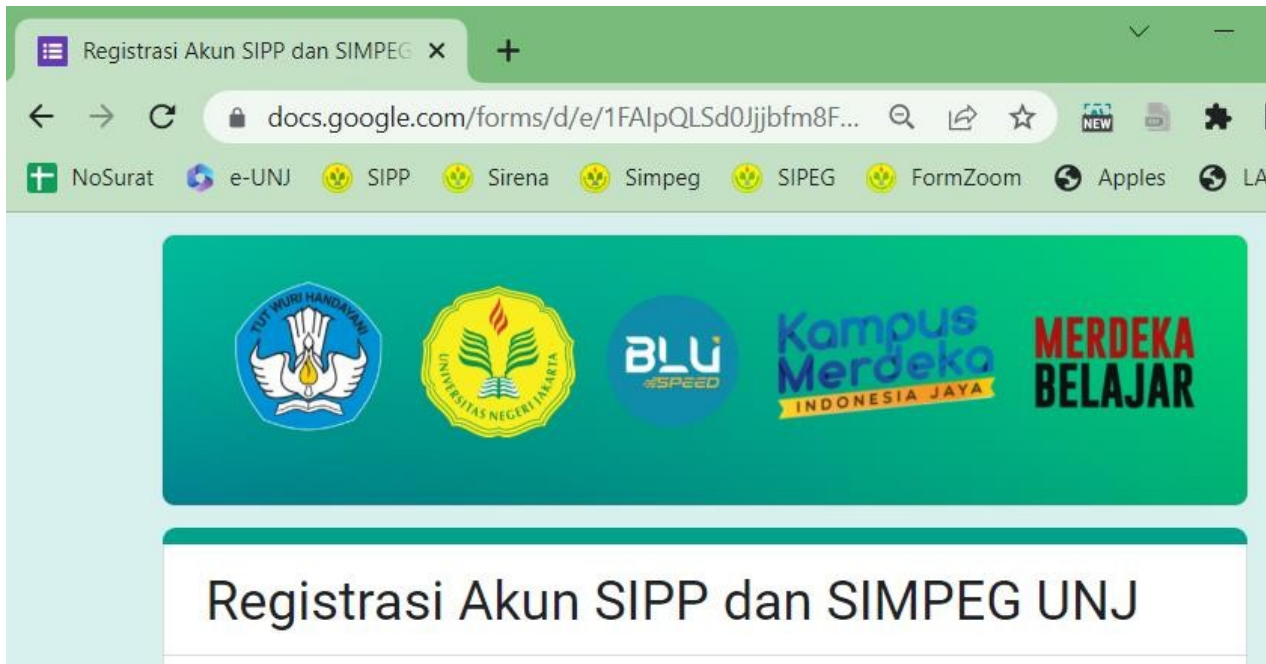 Registrasi Akun SIPP dan SIMPEG
docs.google.com/forms/d/e/1FAIpQLSd0Jjjbfm8F...
NEW
NoSurat e-UNJ SIPP Sirena Simpeg SIPEG FormZoom Apples LA
TUT WURI HANDAYANI
UNIVERSITAS NEGERI JAKARTA
BLU
SPEED
Kampus
Merdeka
INDONESIA JAYA
MERDEKA
BELAJAR
Registrasi Akun SIPP dan SIMPEG UNJ